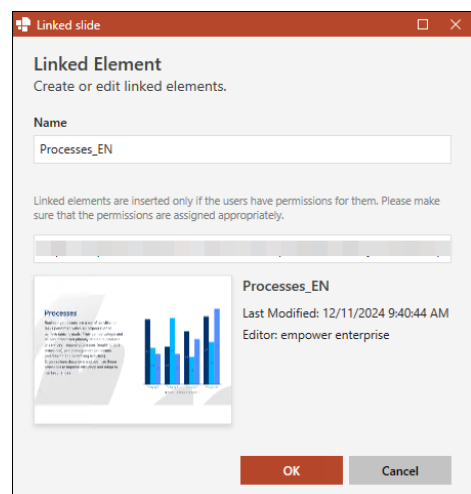 Linked slide
Linked Element
Create or edit linked elements.
Name
Processes_EN
Linked elements are inserted only if the users have permissions for them. Please make
sure that the permissions are assigned appropriately.
Processes_EN
Last Modified: 12/11/2024 9:40:44 AM
Editor: empower enterprise
Processes
OK
Cancel